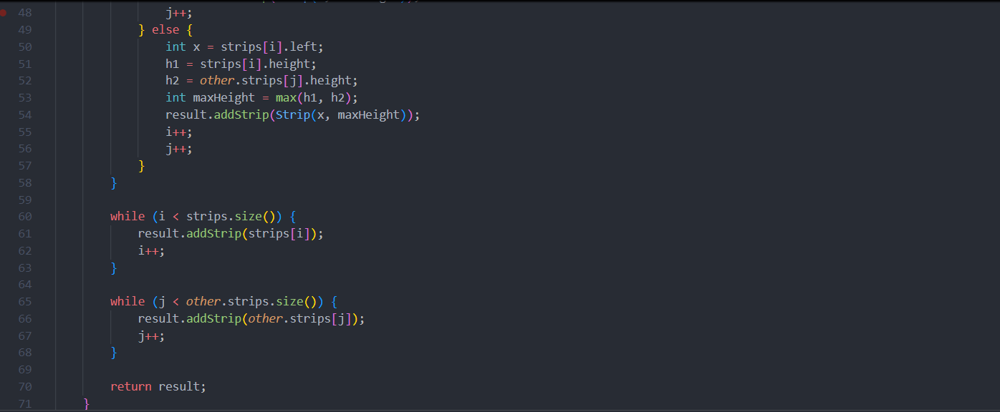 48 j++;
49 } else {
50 int x = strips[i].left;
51 h1 = strips[i].height;
52 h2 = other.strips[j].height;
53 int maxHeight = max(h1, h2);
54 result.addStrip(Strip(x, maxHeight));
55 i++;
56 j++;
57 }
58 }
59
60 while (i < strips.size()) {
61 result.addStrip(strips[i]);
62 i++;
63 }
64
65 while (j < other.strips.size()) {
66 result.addStrip(other.strips[j]);
67 j++;
68 }
69
70 return result;
71 }